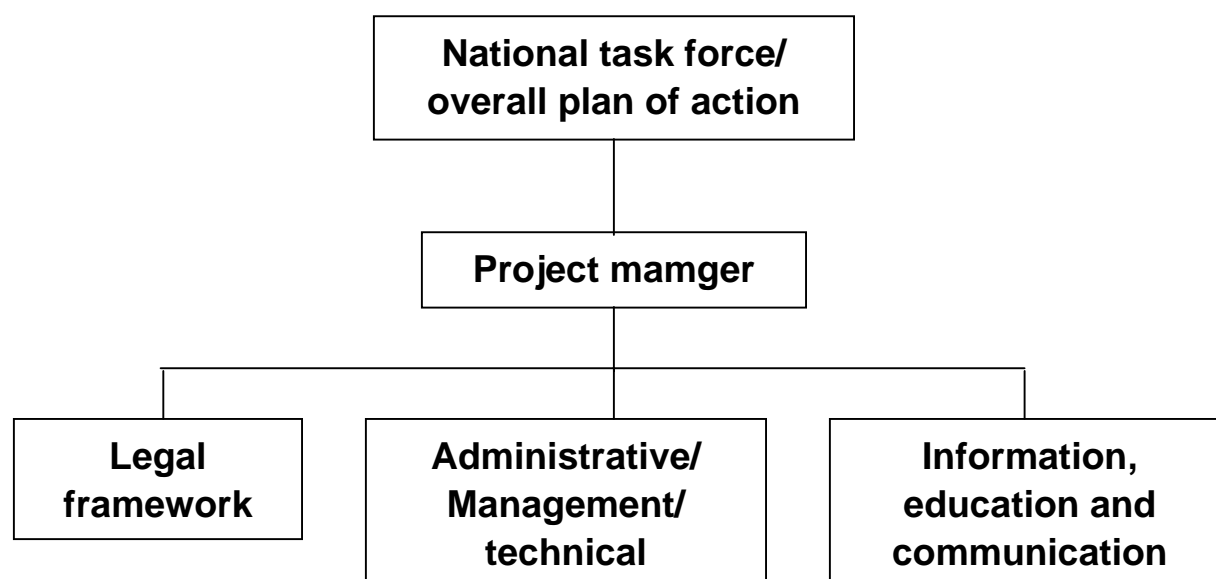 National task force/
overall plan of action
Project mamger
Legal
framework
Administrative/
Management/
technical
Information,
education and
communication